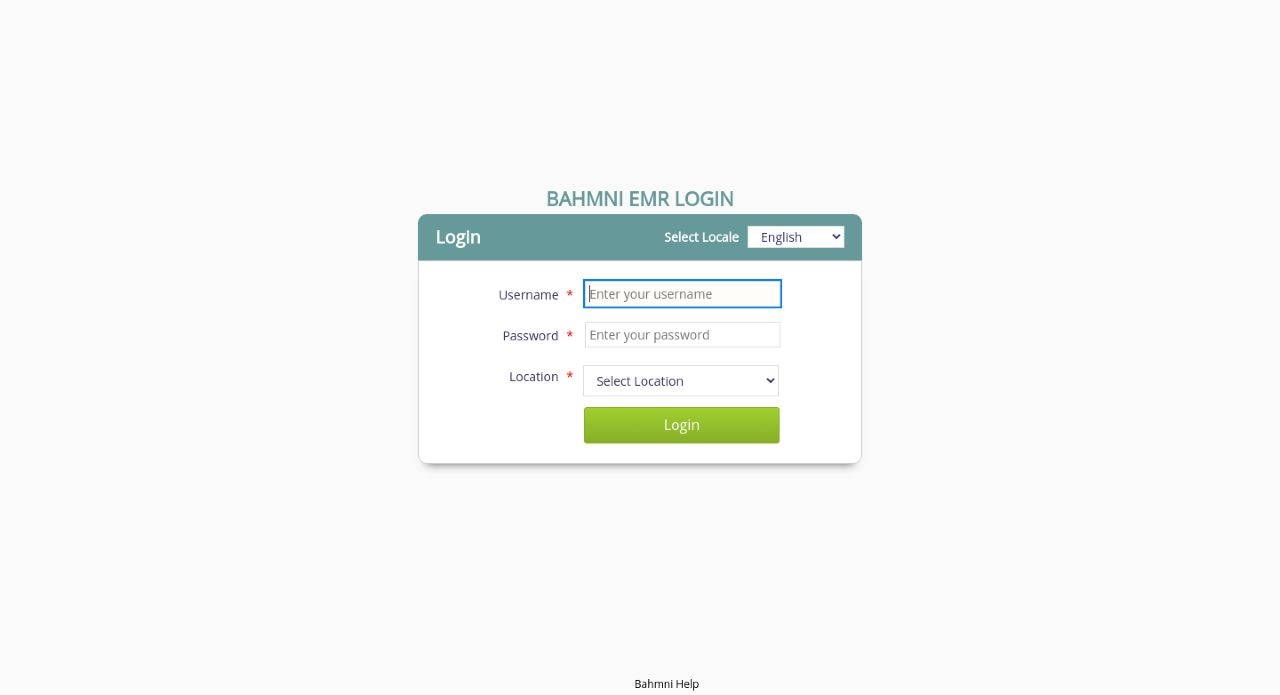 BAHMNI EMR LOGIN
Login Select Locale English
Username * Enter your username
Password * Enter your password
Location * Select Location
Login
Bahmni Help